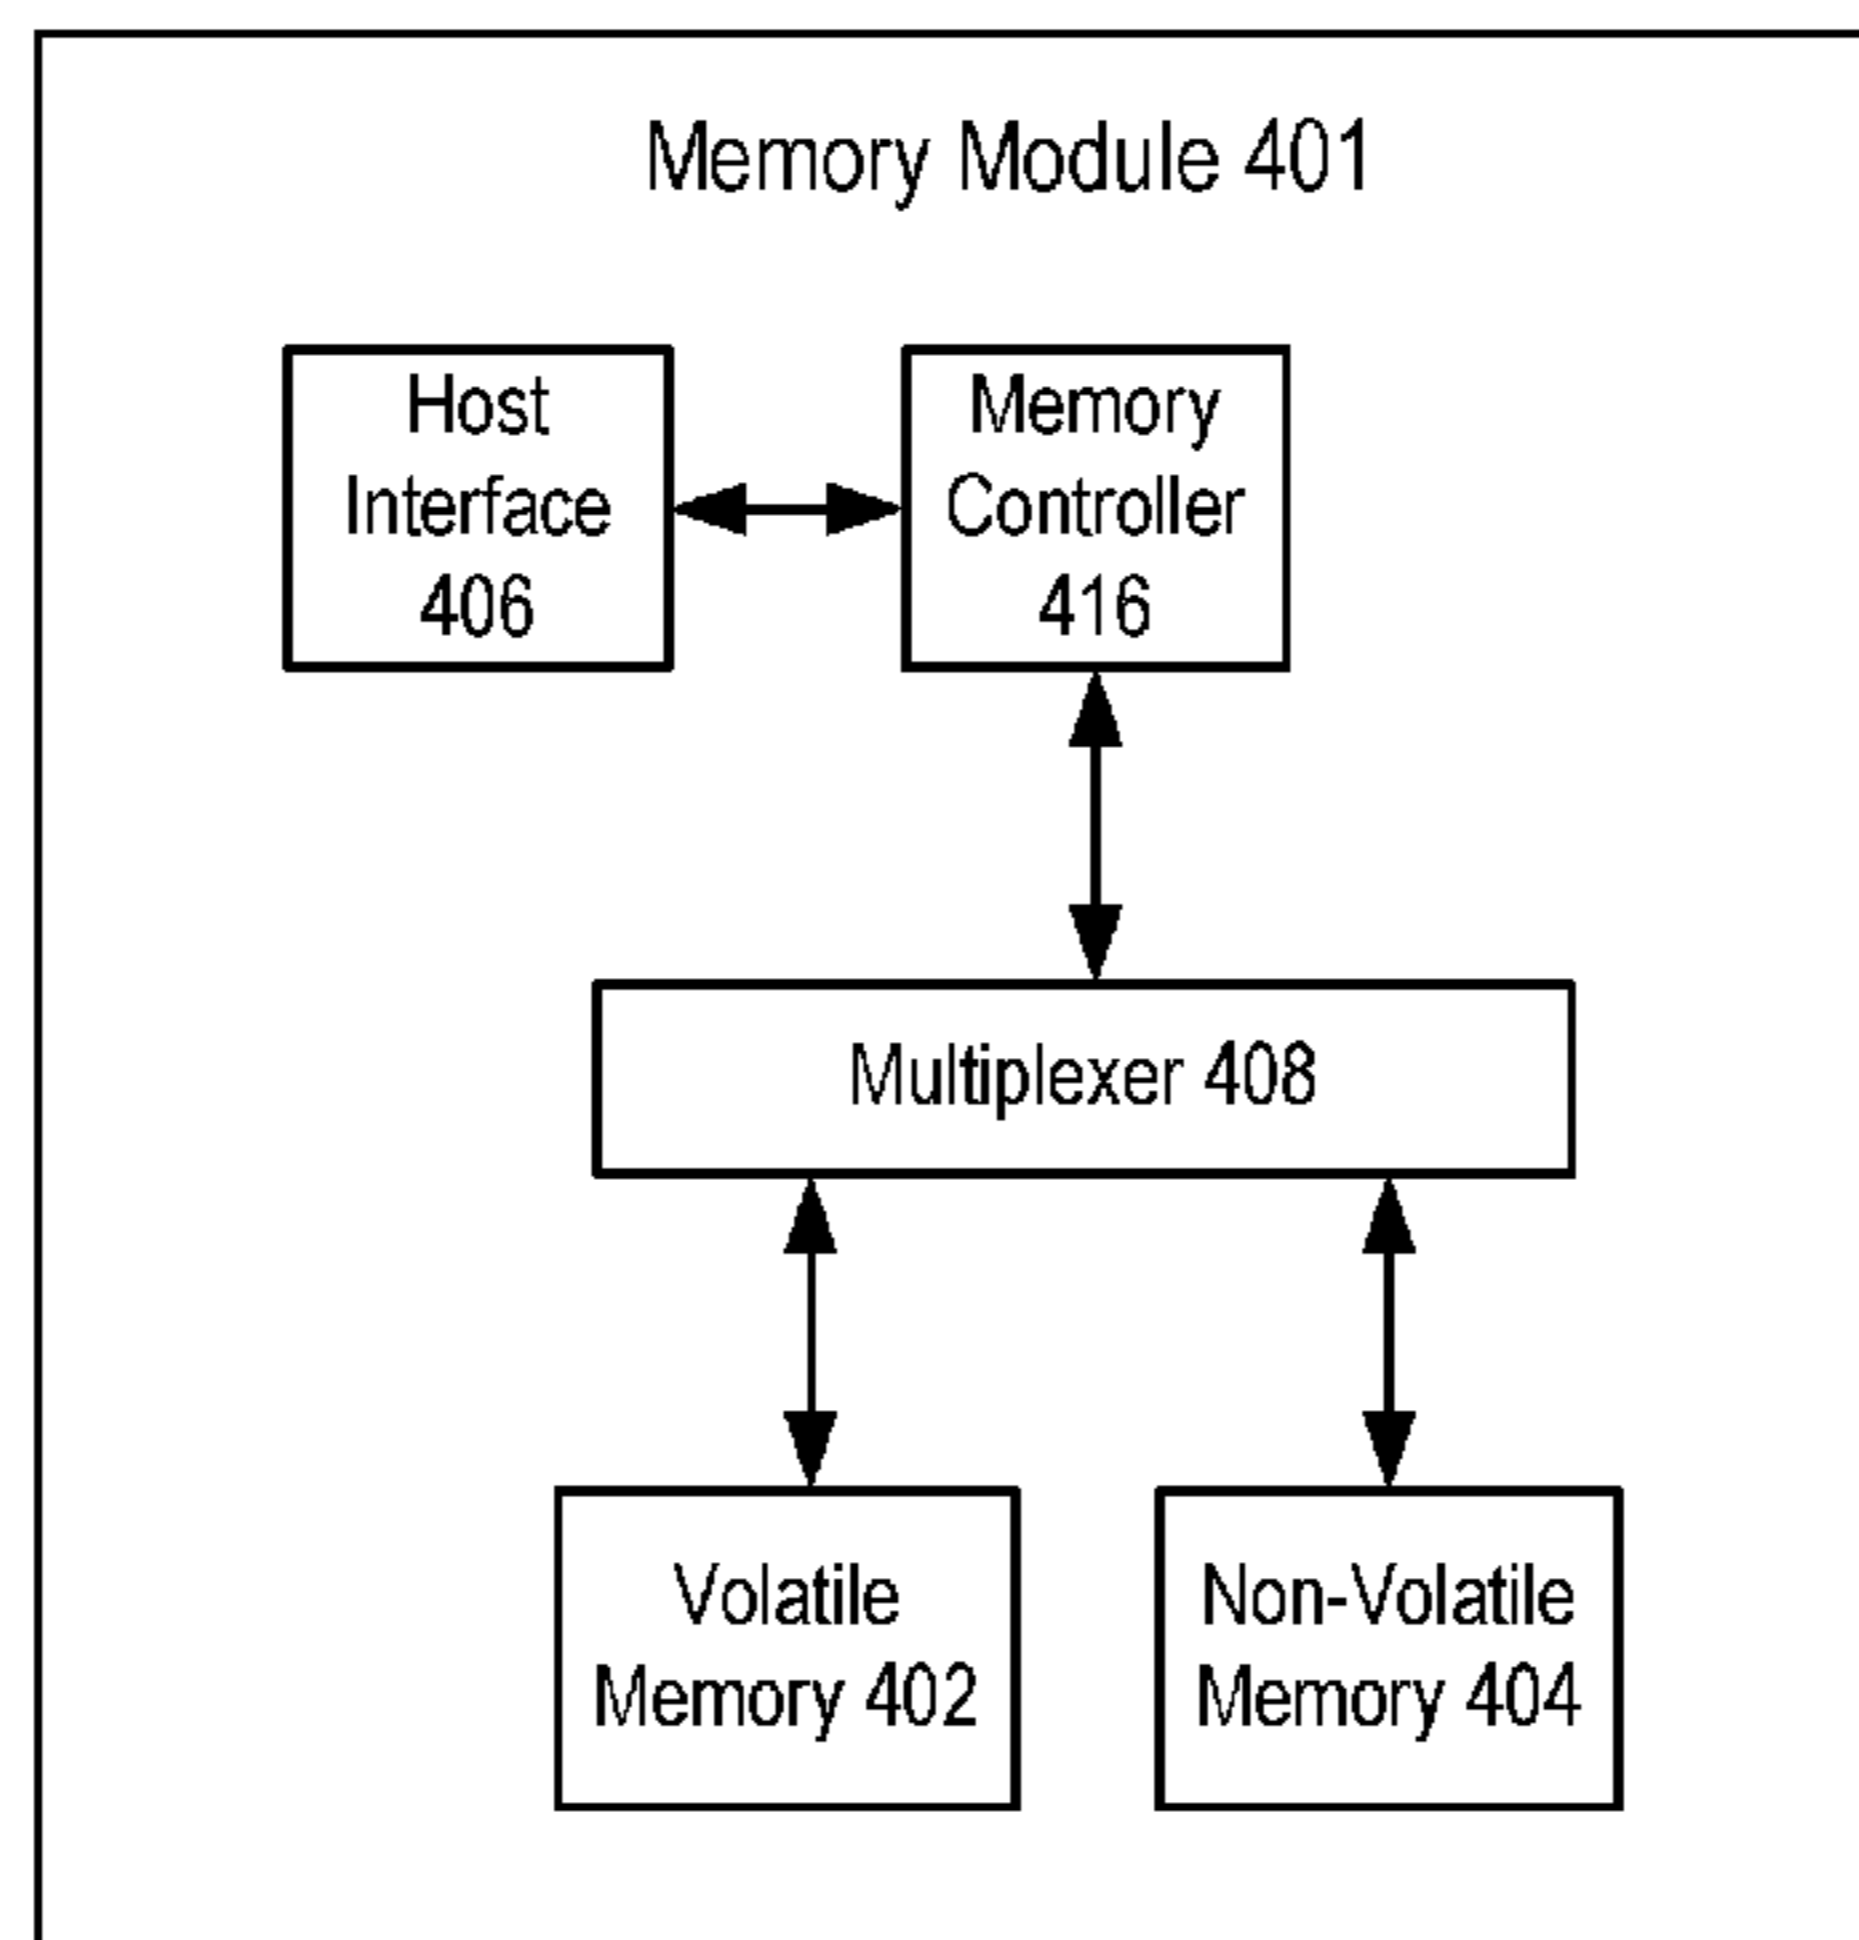 Memory Module 401
Host
Interface
406
Memory
Controller
416
Multiplexer 408
Volatile
Memory 402
Non-Volatile
Memory 404